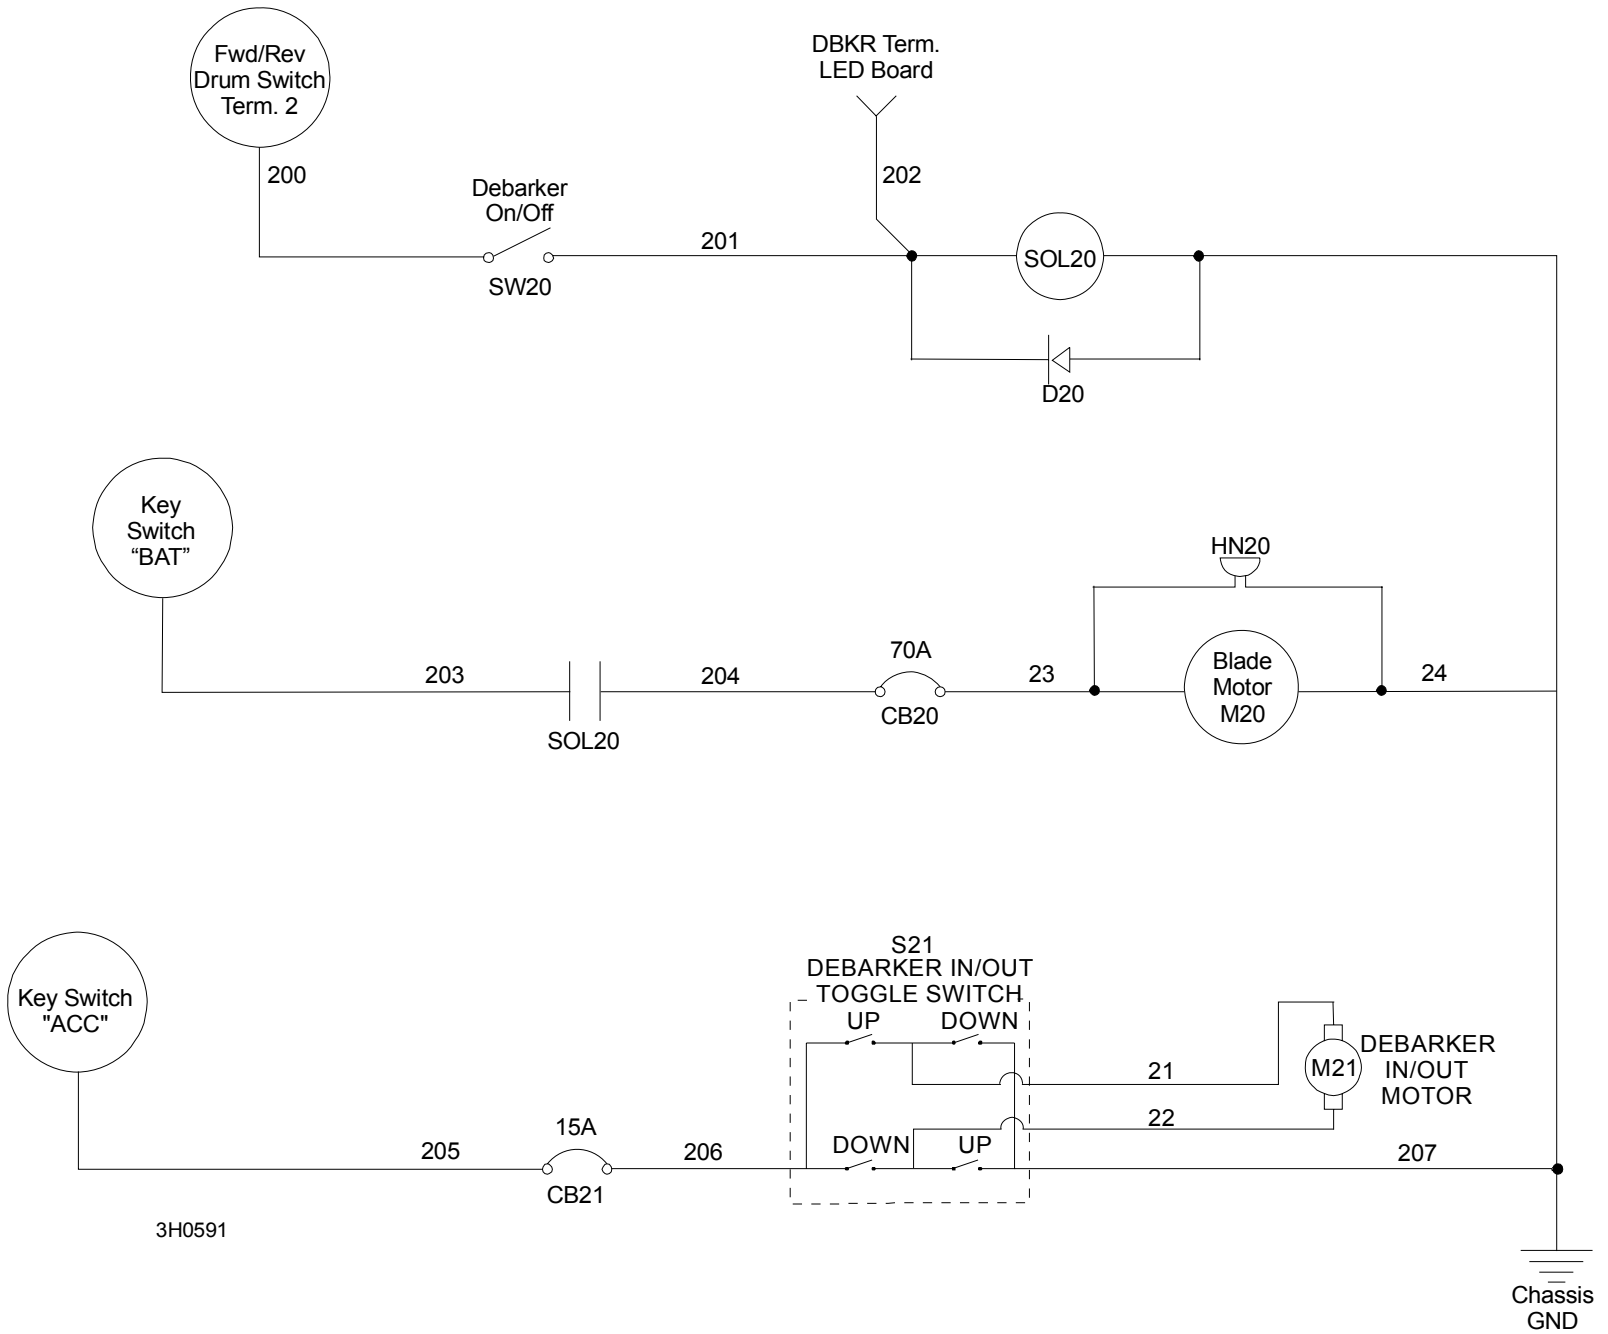 Fwd/Rev
Drum Switch
Term. 2
DBKR Term.
LED Board
200
202
Debarker
On/Off
201
SW20
SOL20
D20
Key
Switch
“BAT”
HN20
203
204
70A
23
Blade
Motor
M20
24
CB20
SOL20
S21
DEBARKER IN/OUT
TOGGLE SWITCH
Key Switch
"ACC"
UP
DOWN
M21
DEBARKER
IN/OUT
MOTOR
21
22
15A
205
206
DOWN
UP
207
CB21
3H0591
Chassis
GND